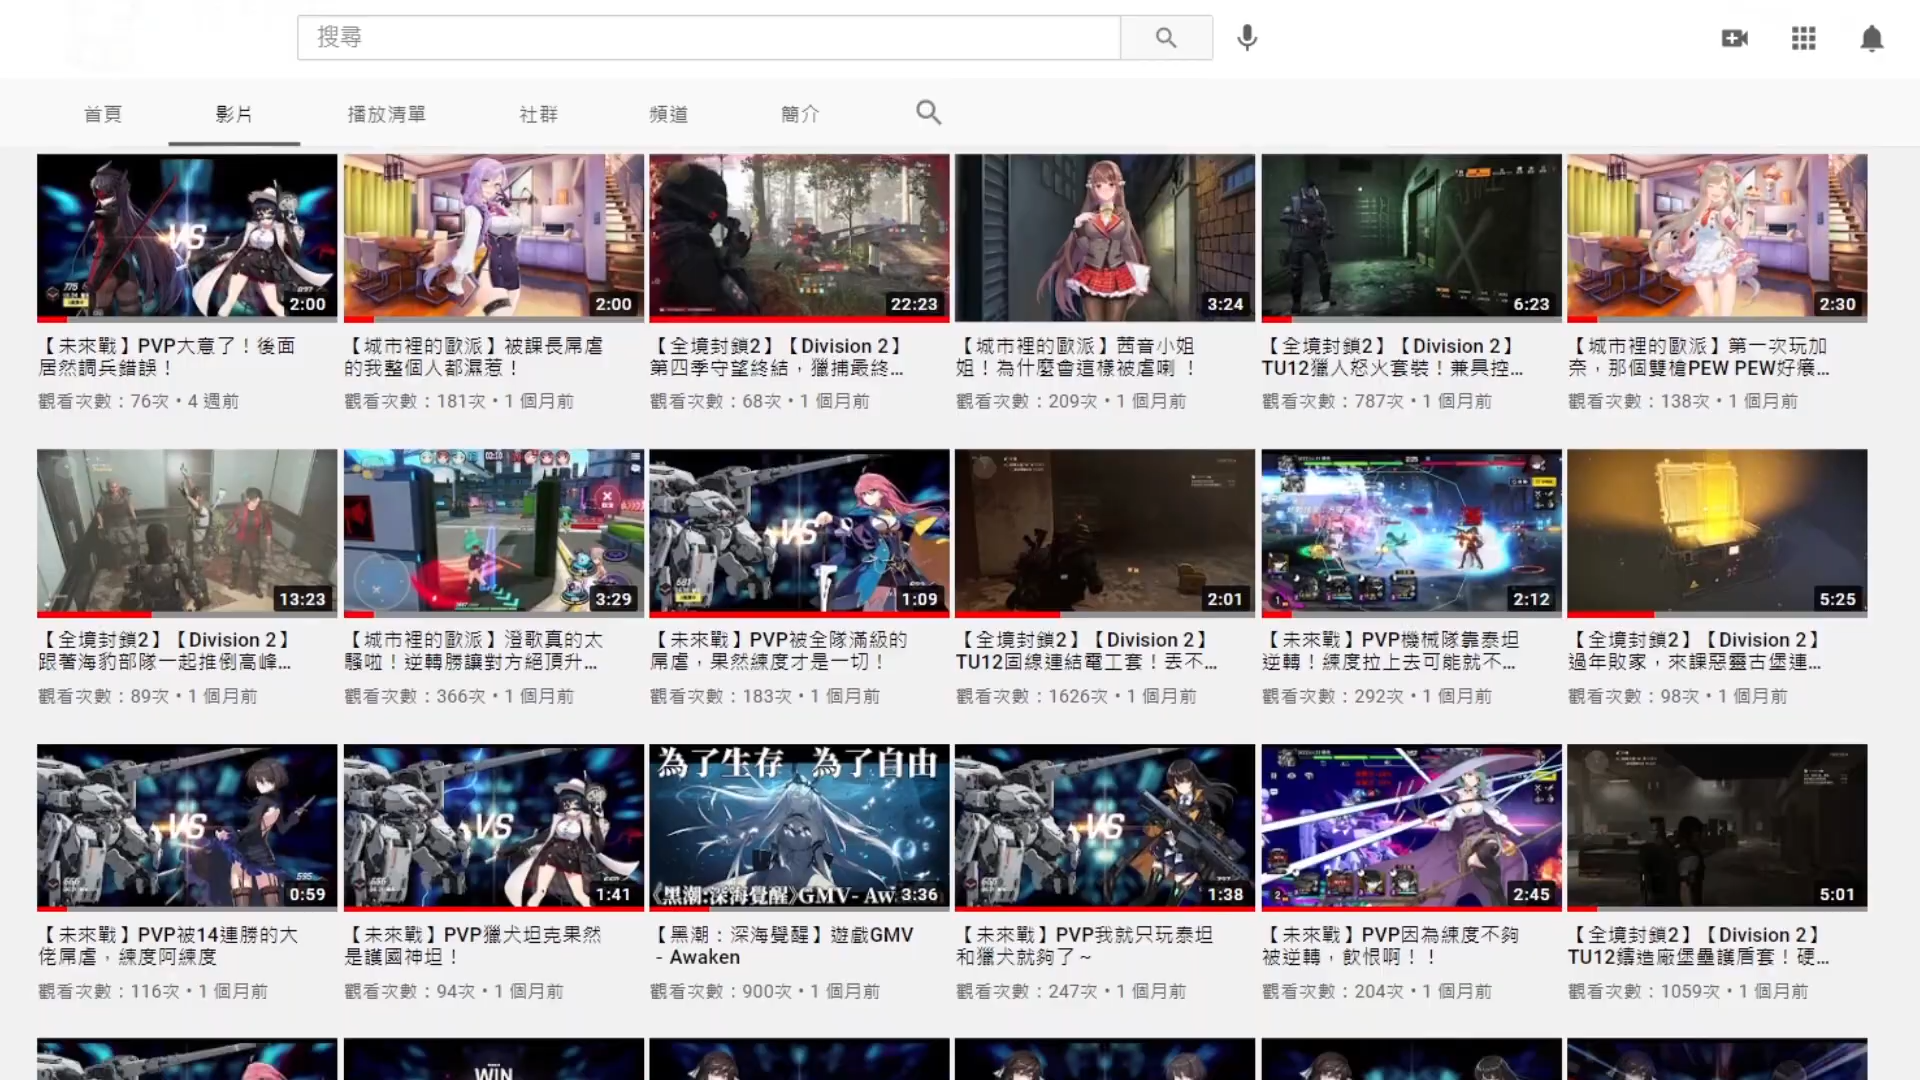 搜尋
首頁 影片 播放清單 社群 頻道 簡介
VS
775
2:00
2:00
22:23
3:24
6:23
2:30
【未來戰】PVP大意了！後面
居然調兵錯誤！
觀看次數：76次・4 週前
【城市裡的歐派】被課長屌虐
的我整個人都濕惹！
觀看次數：181次・1 個月前
【全境封鎖2】【Division 2】
第四季守望終結，獵捕最終...
觀看次數：68次・1 個月前
【城市裡的歐派】茜音小姐
姐！為什麼會這樣被虐喇 ！
觀看次數：209次・1 個月前
【全境封鎖2】【Division 2】
TU12獵人怒火套裝！兼具控...
觀看次數：787次・1 個月前
【城市裡的歐派】第一次玩加
奈，那個雙槍PEW PEW好癢...
觀看次數：138次・1 個月前
13:23
02:10
3:29
VS
681
1:09
2:01
2:12
5:25
【全境封鎖2】【Division 2】
跟著海豹部隊一起推倒高峰...
觀看次數：89次・1 個月前
【城市裡的歐派】澄歌真的太
騷啦！逆轉勝讓對方絕頂升...
觀看次數：366次・1 個月前
【未來戰】PVP被全隊滿級的
屌虐，果然練度才是一切！
觀看次數：183次・1 個月前
【全境封鎖2】【Division 2】
TU12固線連結電工套！丟不...
觀看次數：1626次・1 個月前
【未來戰】PVP機械隊靠泰坦
逆轉！練度拉上去可能就不...
觀看次數：292次・1 個月前
【全境封鎖2】【Division 2】
過年敗家，來課惡靈古堡連...
觀看次數：98次・1 個月前
VS
595
0:59
VS
1:41
為了生存 為了自由
《黑潮:深海覺醒》GMV- Aw
3:36
VS
1:38
2:45
5:01
【未來戰】PVP被14連勝的大
佬屌虐，練度阿練度
觀看次數：116次・1 個月前
【未來戰】PVP獵犬坦克果然
是護國神坦！
觀看次數：94次・1 個月前
【黑潮：深海覺醒】遊戲GMV
- Awaken
觀看次數：900次・1 個月前
【未來戰】PVP我就只玩泰坦
和獵犬就夠了～
觀看次數：247次・1 個月前
【未來戰】PVP因為練度不夠
被逆轉，飲恨啊！！
觀看次數：204次・1 個月前
【全境封鎖2】【Division 2】
TU12鑄造廠堡壘護盾套！硬...
觀看次數：1059次・1 個月前
WIN